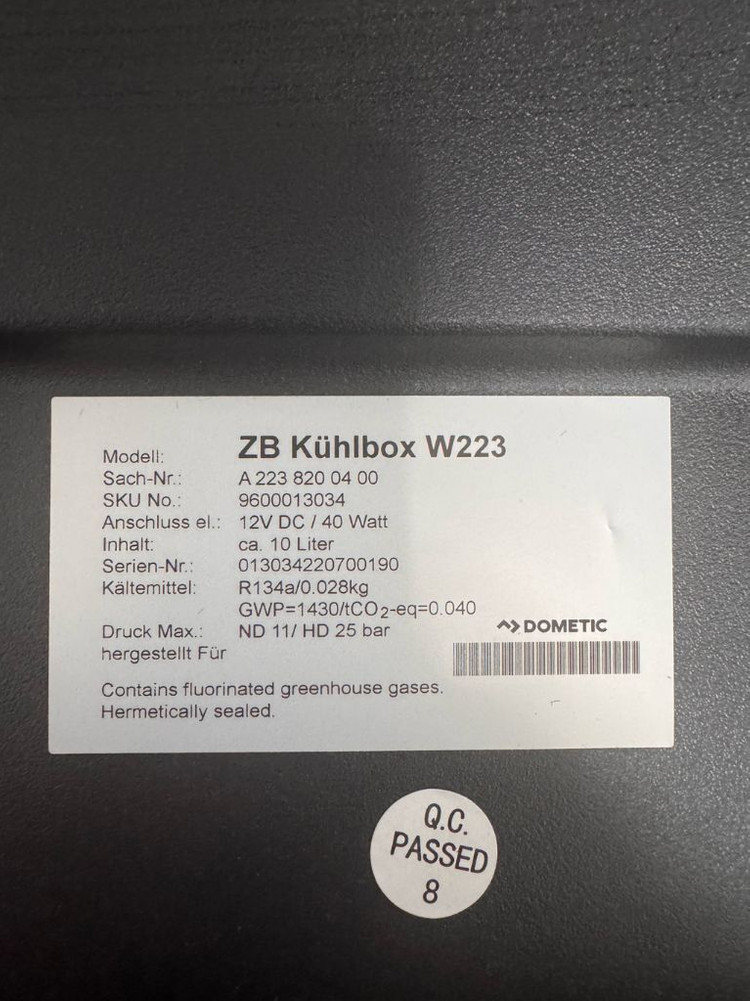 Modell: ZB Kühlbox W223
Sach-Nr.: A 223 820 04 00
SKU No.: 9600013034
Anschluss el.: 12V DC / 40 Watt
Inhalt: ca. 10 Liter
Serien-Nr.: 013034220700190
Kältemittel: R134a/0.028kg
GWP=1430/tCO2-eq=0.040
Druck Max.: ND 11/ HD 25 bar
hergestellt Für
DOMETIC
Contains fluorinated greenhouse gases.
Hermetically sealed.
Q.C.
PASSED
8